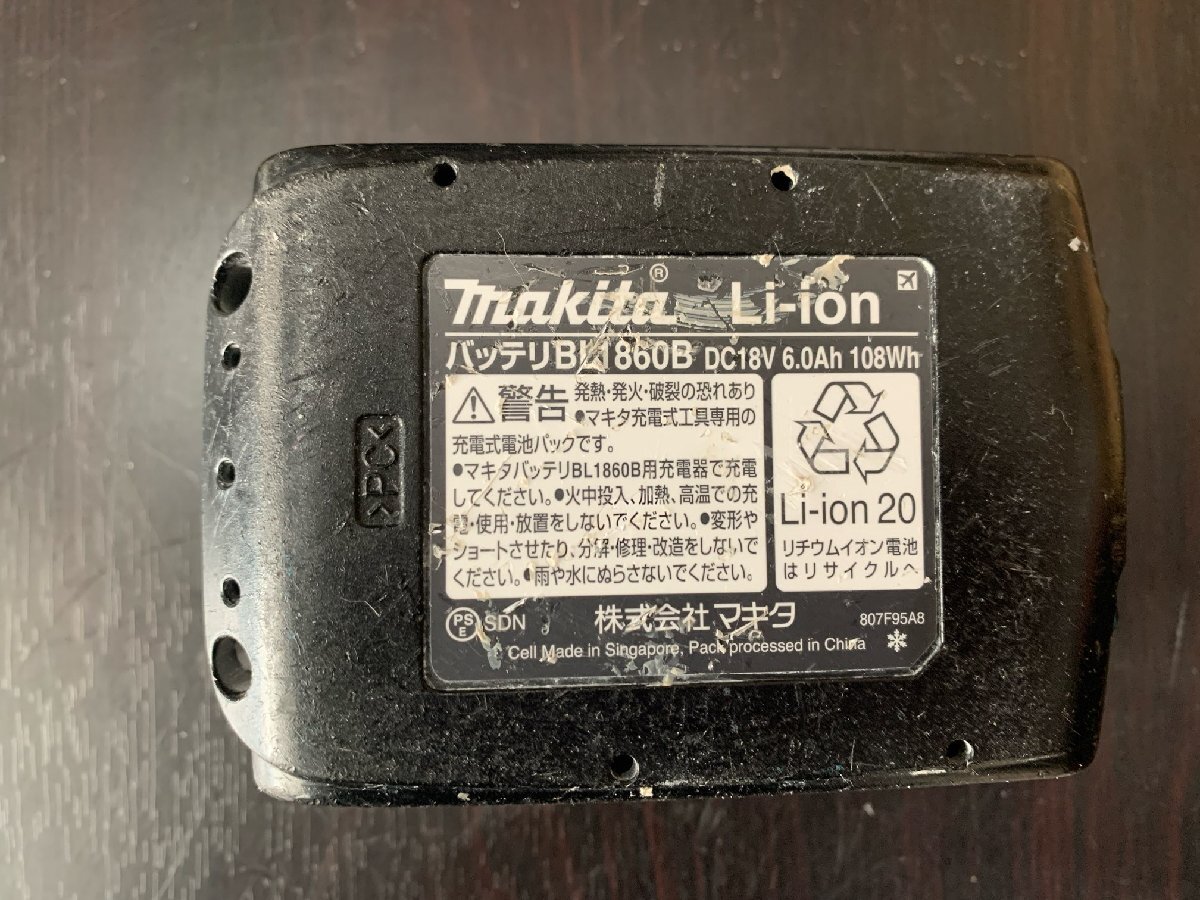 makita® Li-ion
バッテリBL1860B DC18V 6.0Ah 108Wh
警告 発熱・発火・破裂の恐れあり
●マキタ充電式工具専用の
充電式電池パックです。
●マキタバッテリBL1860B用充電器で充電
してください。●火中投入、加熱、高温での充
電・使用・放置をしないでください。●変形や
ショートさせたり、分解・修理・改造をしないで
ください。●雨や水にぬらさないでください。
Li-ion 20
リチウムイオン電池
はリサイクルへ
PSE SDN 株式会社マキタ 807F95A8
Cell Made in Singapore, Pack processed in China
>PC<